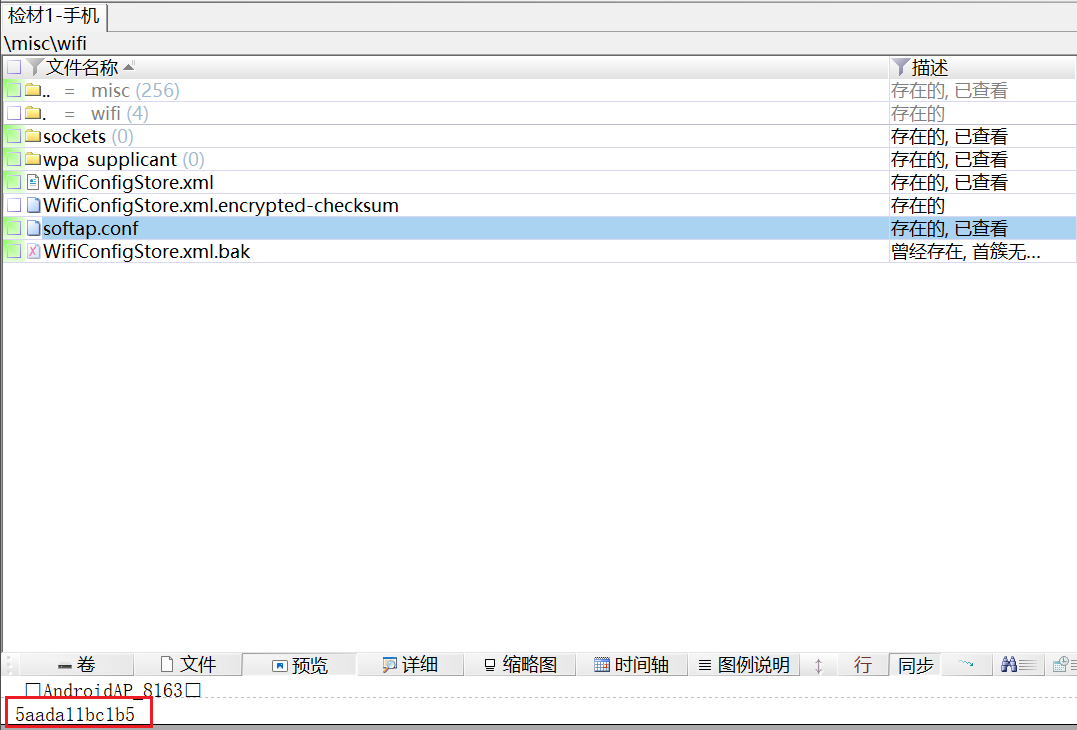 检材1-手机
\misc\wifi
文件名称 描述
.. = misc (256) 存在的, 已查看
. = wifi (4) 存在的
sockets (0) 存在的, 已查看
wpa supplicant (0) 存在的, 已查看
WifiConfigStore.xml 存在的, 已查看
WifiConfigStore.xml.encrypted-checksum 存在的
softap.conf 存在的, 已查看
WifiConfigStore.xml.bak 曾经存在, 首簇无...
卷 文件 预览 详细 缩略图 时间轴 图例说明 行 同步
□AndroidAP_8163□
5aada11bc1b5